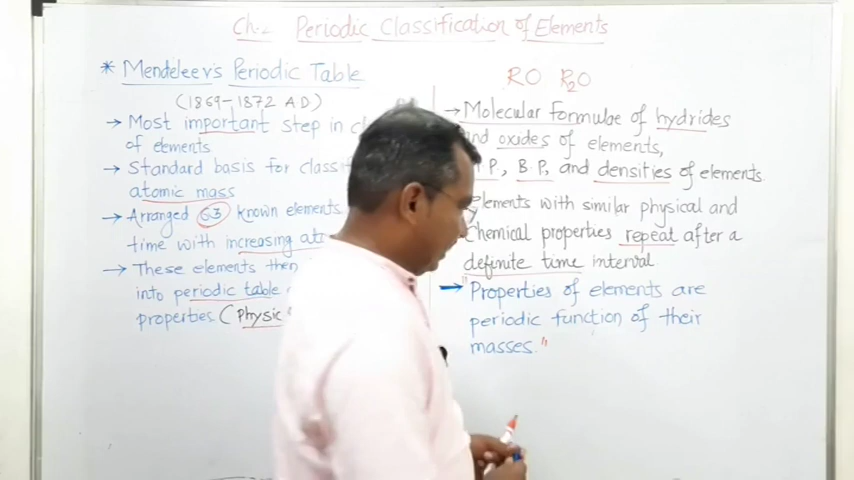 Ch-2 Periodic Classification of Elements
* Mendeleev's Periodic Table
(1869-1872 AD)
→ Most important step in
of elements
→ Standard basis for
atomic mass
→ Arranged 63 known elements
time with increasing
→ These elements then
into periodic table
properties (Physic
RO R2O
→ Molecular formulae of hydrides
and oxides of elements,
P, B P, and densities of elements
elements with similar physical and
Chemical properties repeat after a
definite time interval
→ "Properties of elements are
periodic function of their
masses."